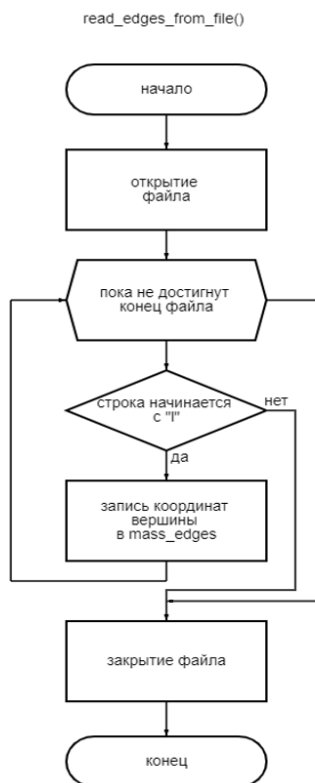 read_edges_from_file()
начало
открытие
файла
пока не достигнут
конец файла
строка начинается
с "l"
нет
да
запись координат
вершины
в mass_edges
закрытие файла
конец